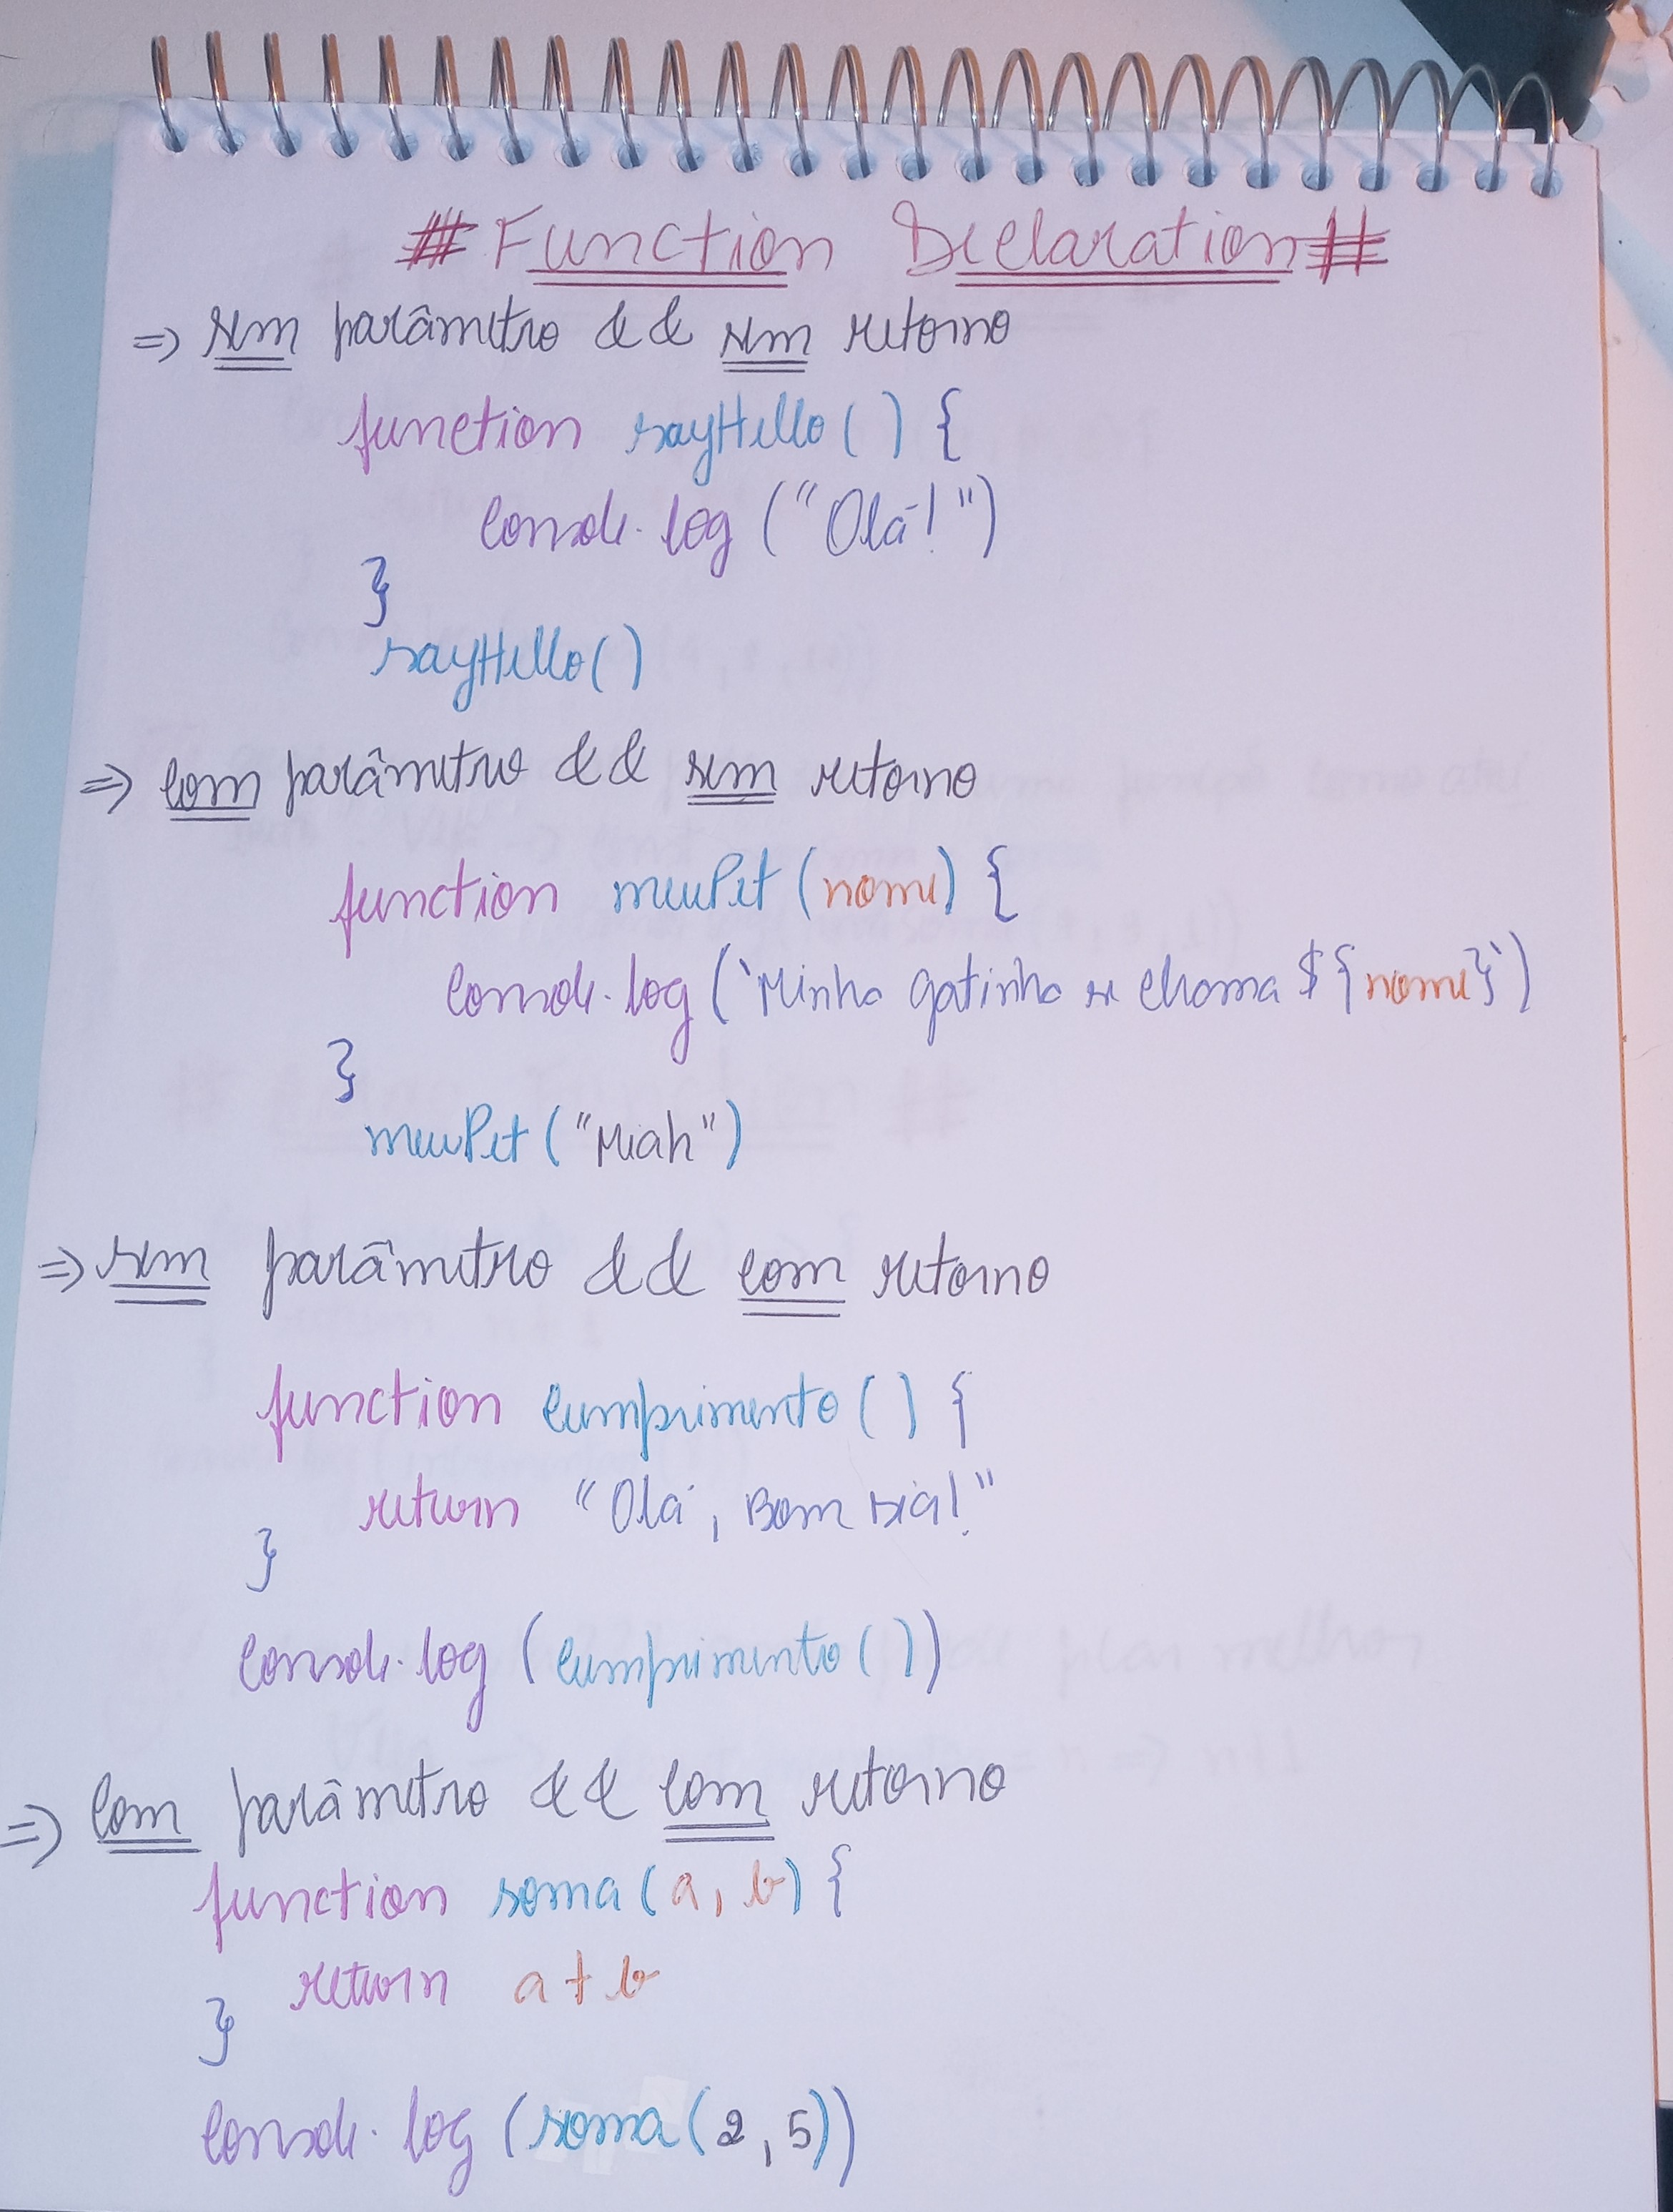 # Function Declaration #
=> sem parâmetro && sem retorno
function sayHello() {
console.log("Olá!")
}
sayHello()
=> com parâmetro && sem retorno
function meuPet(nome) {
console.log(`Minha gatinha se chama ${nome}`)
}
meuPet("Miah")
=> sem parâmetro && com retorno
function cumprimento() {
return "Olá, Bom Dia!"
}
console.log(cumprimento())
=> com parâmetro && com retorno
function soma(a, b) {
return a + b
}
console.log(soma(2, 5))